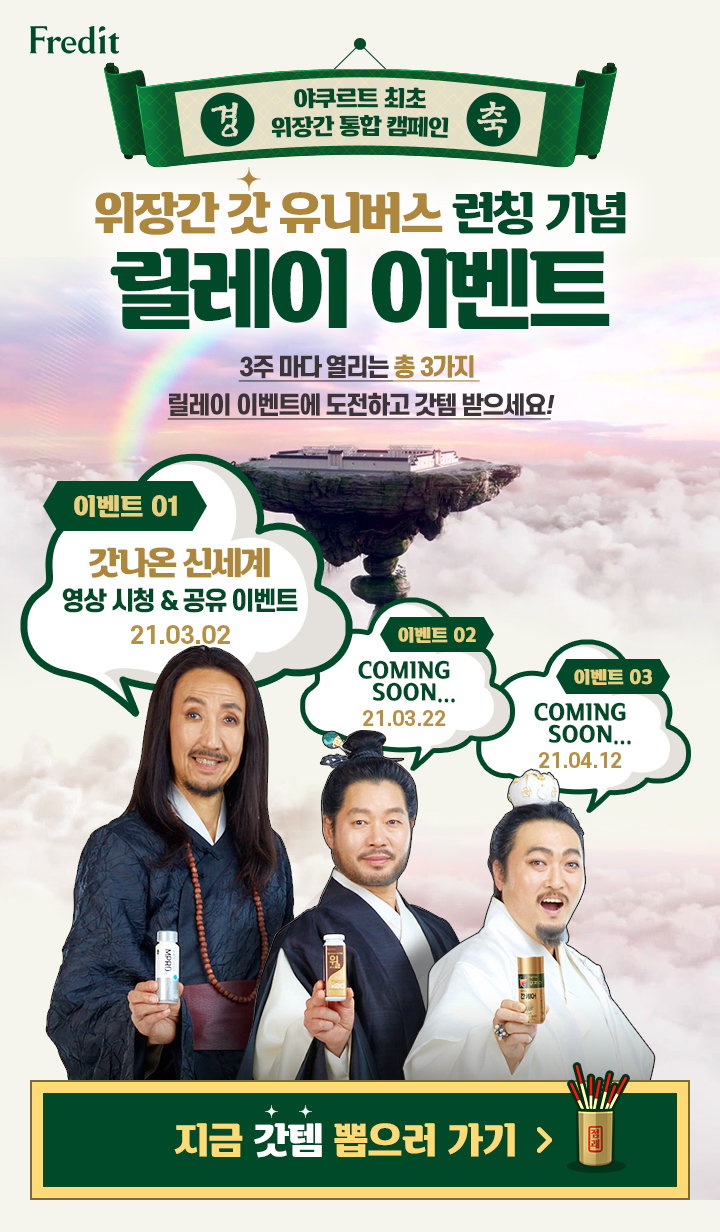 Fredit
경
야쿠르트 최초
위장간 통합 캠페인
축
위장간 갓 유니버스 런칭 기념
릴레이 이벤트
3주 마다 열리는 총 3가지
릴레이 이벤트에 도전하고 갓템 받으세요!
이벤트 01
갓나온 신세계
영상 시청 & 공유 이벤트
21.03.02
이벤트 02
COMING
SOON...
21.03.22
이벤트 03
COMING
SOON...
21.04.12
MPRO
윌
간케어
지금 갓템 뽑으러 가기 >